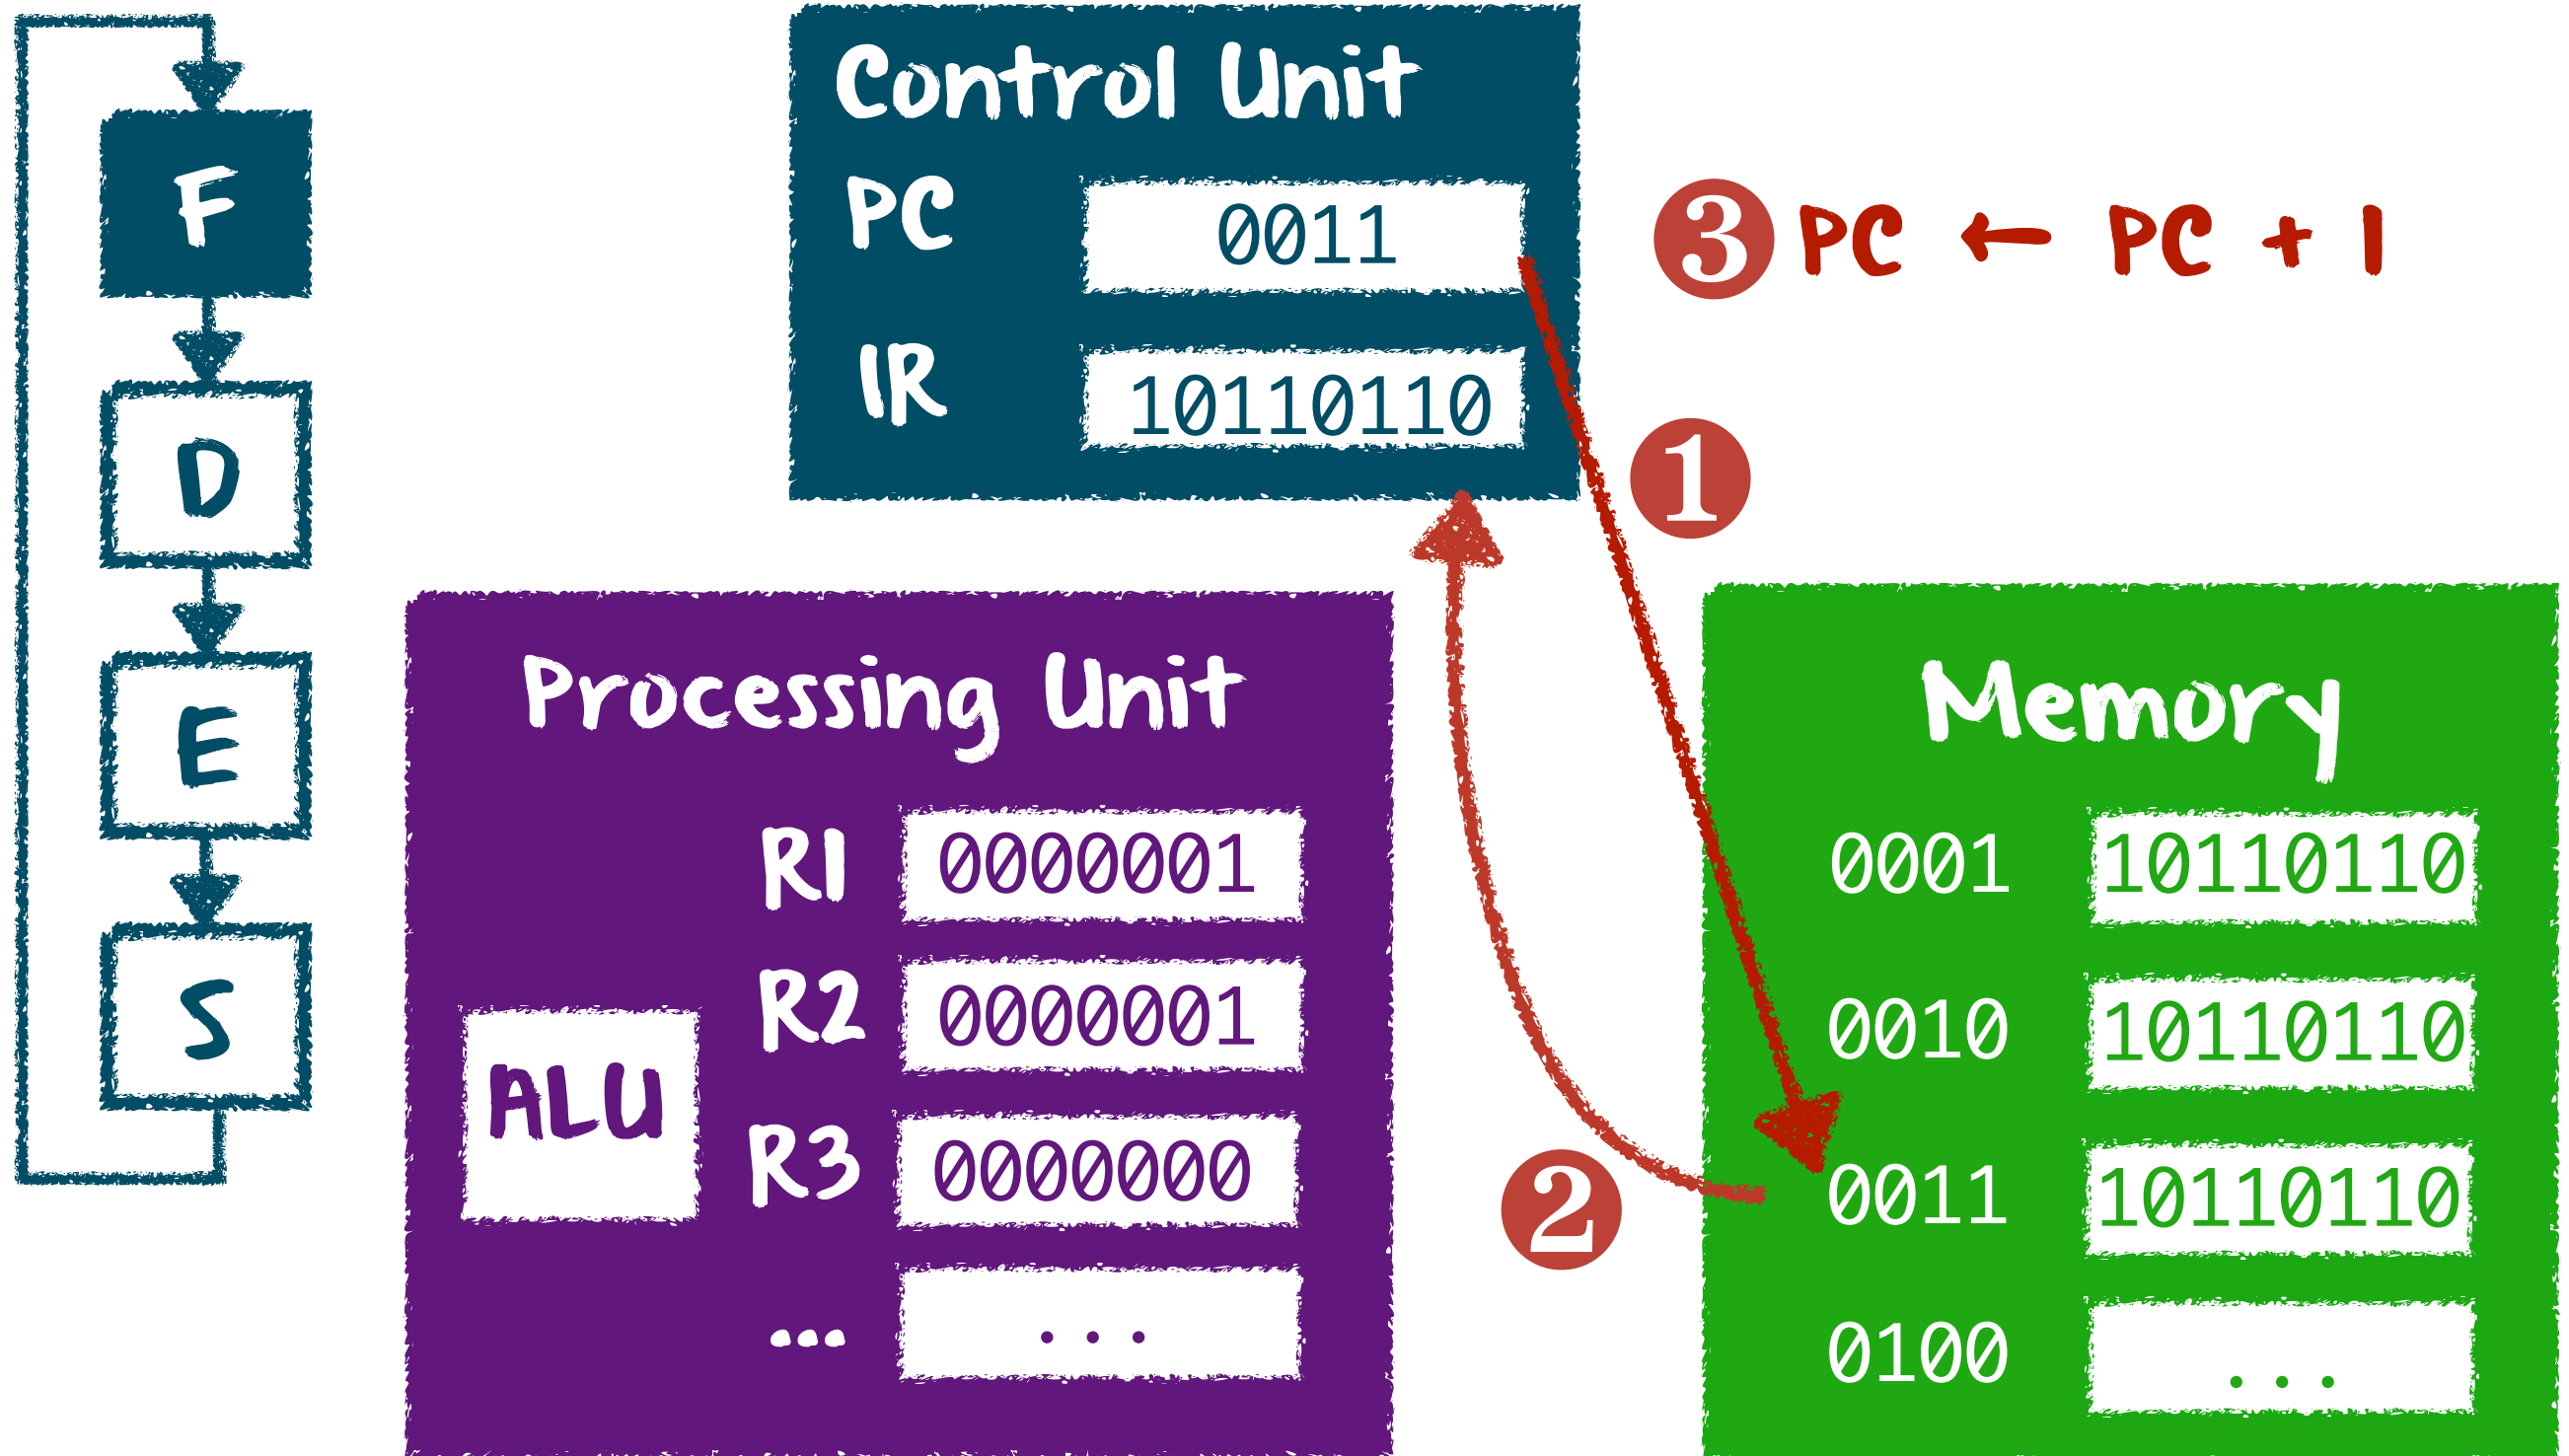 F
D
E
S
Control Unit
PC 0011
IR 10110110
3 PC ← PC + 1
1
2
Processing Unit
ALU
R1 0000001
R2 0000001
R3 0000000
... ...
Memory
0001 10110110
0010 10110110
0011 10110110
0100 ...